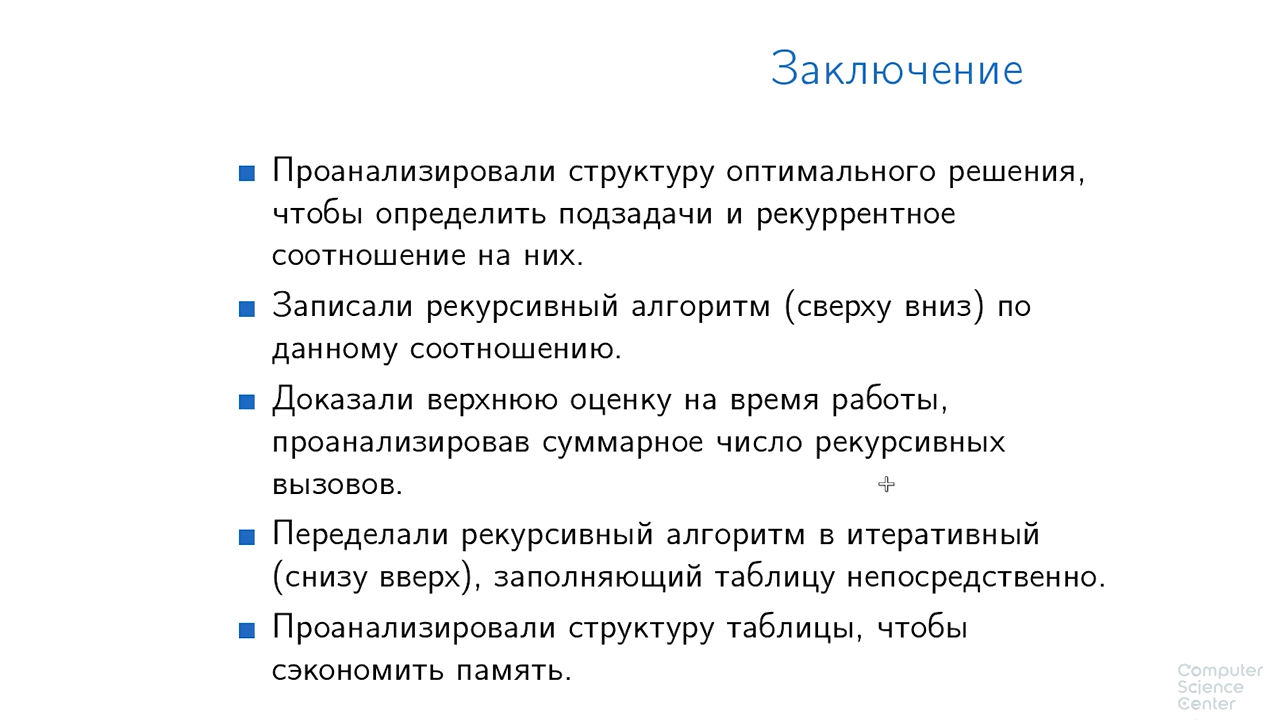 Заключение
Проанализировали структуру оптимального решения,
чтобы определить подзадачи и рекуррентное
соотношение на них.
Записали рекурсивный алгоритм (сверху вниз) по
данному соотношению.
Доказали верхнюю оценку на время работы,
проанализировав суммарное число рекурсивных
вызовов.
Переделали рекурсивный алгоритм в итеративный
(снизу вверх), заполняющий таблицу непосредственно.
Проанализировали структуру таблицы, чтобы
сэкономить память.
Computer
Science
Center